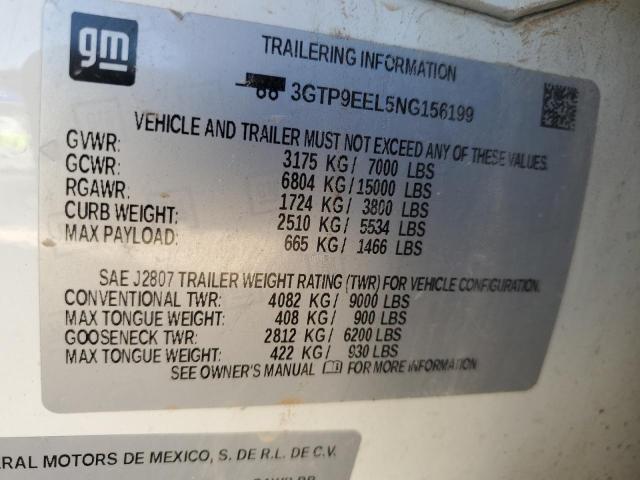 gm
TRAILERING INFORMATION
3GTP9EEL5NG156199
VEHICLE AND TRAILER MUST NOT EXCEED ANY OF THESE VALUES.
GVWR: 3175 KG/ 7000 LBS
GCWR: 6804 KG/15000 LBS
RGAWR: 1724 KG/ 3800 LBS
CURB WEIGHT: 2510 KG/ 5534 LBS
MAX PAYLOAD: 665 KG/ 1466 LBS
SAE J2807 TRAILER WEIGHT RATING (TWR) FOR VEHICLE CONFIGURATION.
CONVENTIONAL TWR: 4082 KG/ 9000 LBS
MAX TONGUE WEIGHT: 408 KG/ 900 LBS
GOOSENECK TWR: 2812 KG/ 6200 LBS
MAX TONGUE WEIGHT: 422 KG/ 930 LBS
SEE OWNER'S MANUAL FOR MORE INFORMATION
ERAL MOTORS DE MEXICO, S. DE R.L. DE C.V.